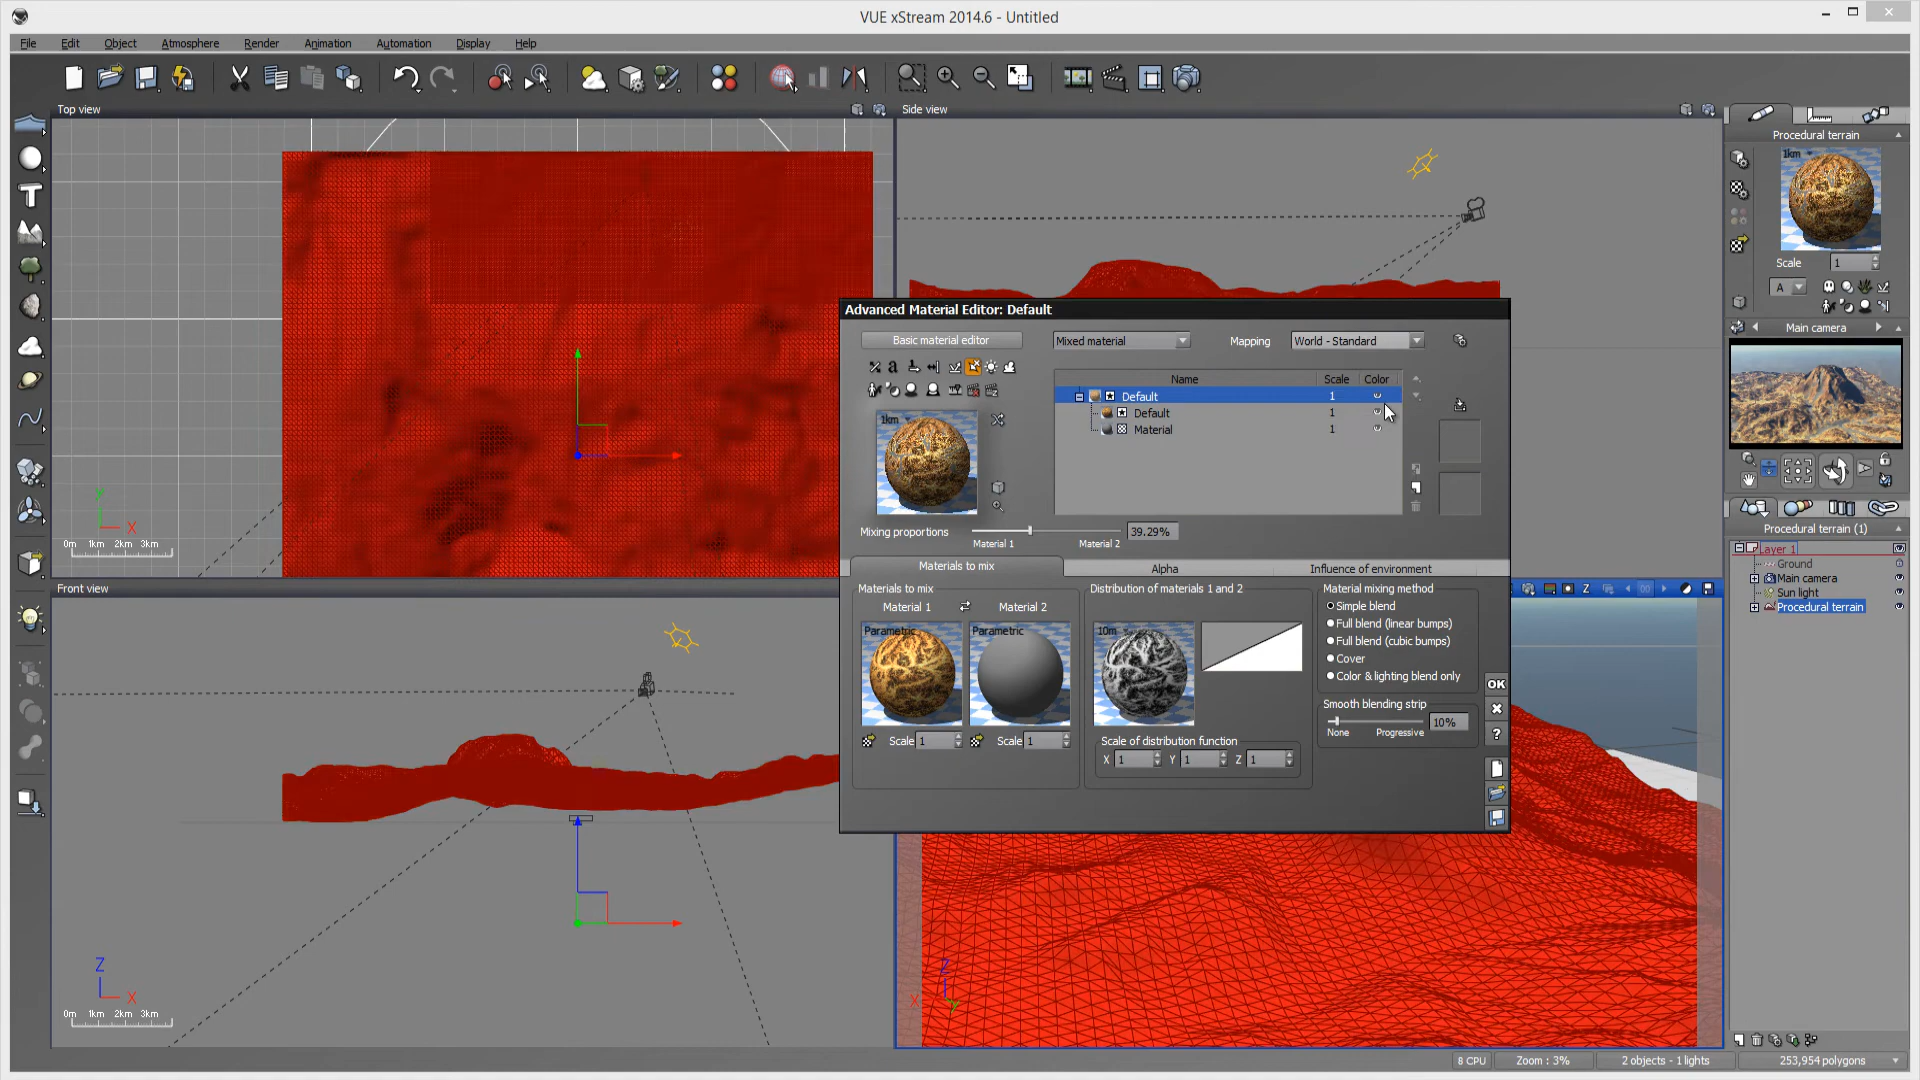 VUE xStream 2014.6 - Untitled
File Edit Object Atmosphere Render Animation Automation Display Help
Top view
Side view
Procedural terrain
1km
Scale 1
A
Main camera
Advanced Material Editor: Default
Basic material editor
Mixed material
Mapping World - Standard
Name Scale Color
Default 1
Default 1
Material 1
1km
Mixing proportions 39.29%
Material 1 Material 2
Materials to mix Alpha Influence of environment
Materials to mix
Material 1 Material 2
Parametric Parametric
Scale 1 Scale 1
Distribution of materials 1 and 2
10m
Scale of distribution function
X 1 Y 1 Z 1
Material mixing method
Simple blend
Full blend (linear bumps)
Full blend (cubic bumps)
Cover
Color & lighting blend only
Smooth blending strip
10%
None Progressive
OK
?
Procedural terrain (1)
Layer 1
Ground
Main camera
Sun light
Procedural terrain
Y
X
0m 1km 2km 3km
Front view
Z
X
0m 1km 2km 3km
Z
X Y
8 CPU Zoom : 3% 2 objects - 1 lights 253,954 polygons